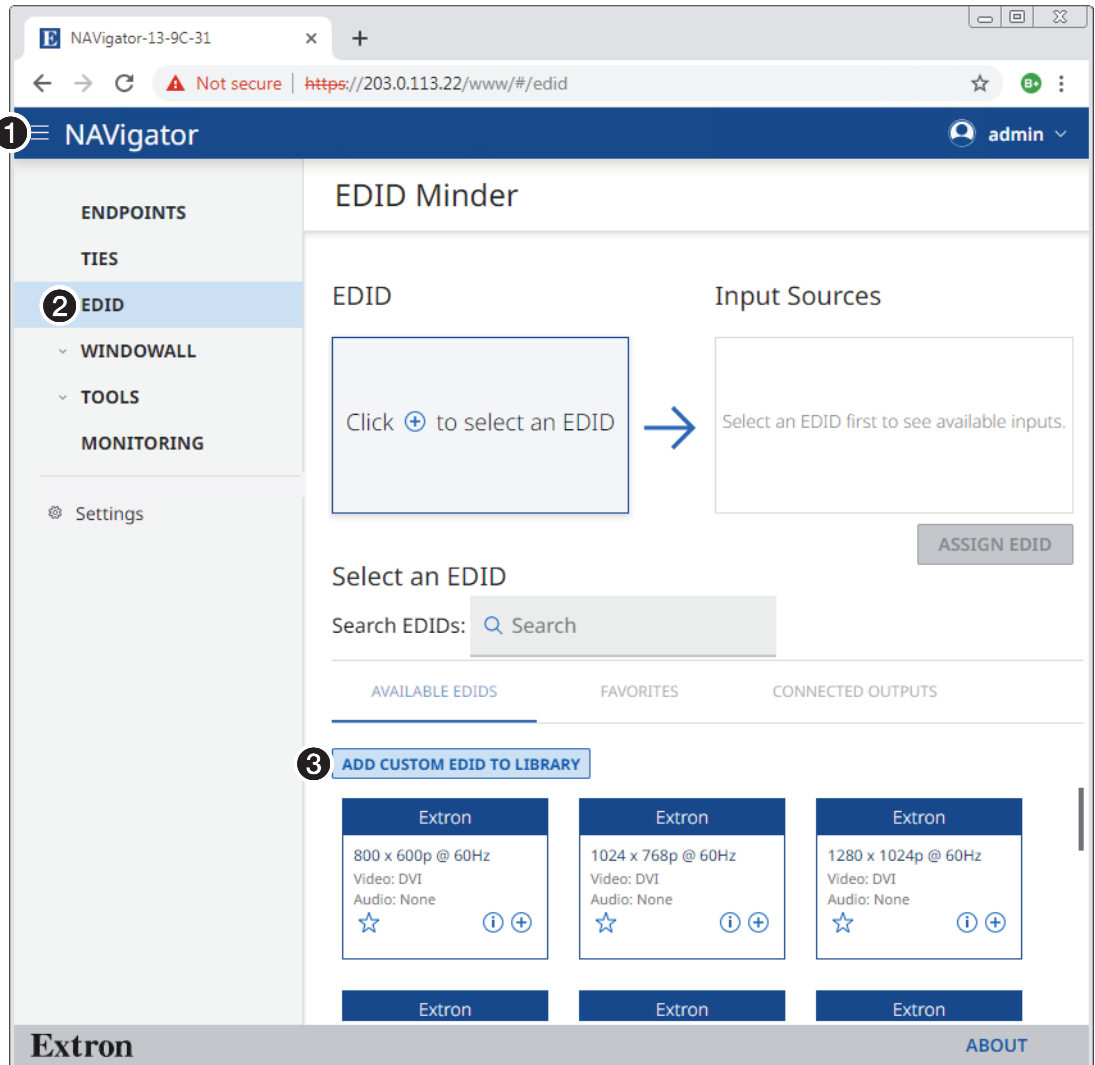 NAVigator-13-9C-31
Not secure | https://203.0.113.22/www/#/edid
B+
1
NAVigator
admin
ENDPOINTS
TIES
2
EDID
WINDOWALL
TOOLS
MONITORING
Settings
EDID Minder
EDID
Input Sources
Click ⊕ to select an EDID
Select an EDID first to see available inputs.
ASSIGN EDID
Select an EDID
Search EDIDs:
Search
AVAILABLE EDIDS
FAVORITES
CONNECTED OUTPUTS
3
ADD CUSTOM EDID TO LIBRARY
Extron
800 x 600p @ 60Hz
Video: DVI
Audio: None
Extron
1024 x 768p @ 60Hz
Video: DVI
Audio: None
Extron
1280 x 1024p @ 60Hz
Video: DVI
Audio: None
Extron
Extron
Extron
Extron
ABOUT